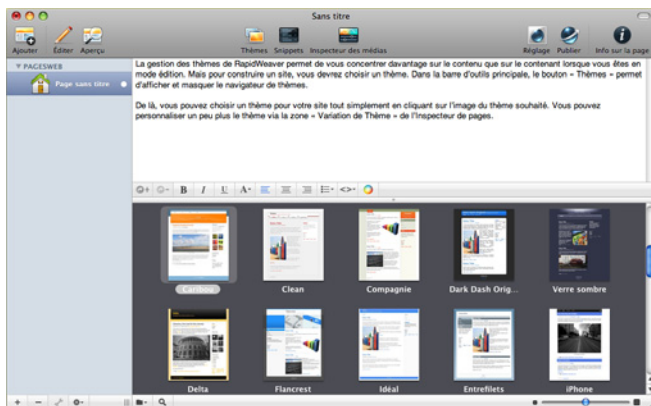 Sans titre
Ajouter Éditer Aperçu Thèmes Snippets Inspecteur des médias Réglage Publier Info sur la page
PAGESWEB
Page sans titre
La gestion des thèmes de RapidWeaver permet de vous concentrer davantage sur le contenu que sur le contenant lorsque vous êtes en
mode édition. Mais pour construire un site, vous devrez choisir un thème. Dans la barre d'outils principale, le bouton « Thèmes » permet
d'afficher et masquer le navigateur de thèmes.
De là, vous pouvez choisir un thème pour votre site tout simplement en cliquant sur l'image du thème souhaité. Vous pouvez
personnaliser un peu plus le thème via la zone « Variation de Thème » de l'Inspecteur de pages.
B I U A
Caribou Clean Compagnie Dark Dash Orig... Verre sombre
Delta Flancrest Idéal Entrefilets iPhone